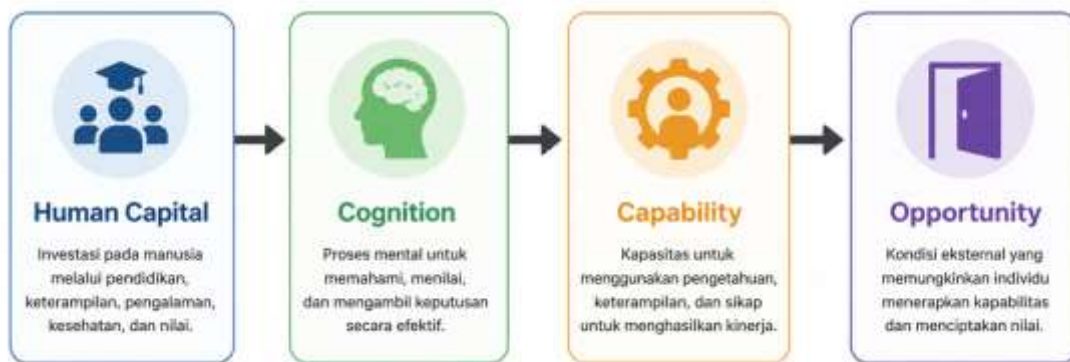 Human Capital
Investasi pada manusia
melalui pendidikan,
keterampilan, pengalaman,
kesehatan, dan nilai.
Cognition
Proses mental untuk
memahami, menilai,
dan mengambil keputusan
secara efektif.
Capability
Kapasitas untuk
menggunakan pengetahuan,
keterampilan, dan sikap
untuk menghasilkan kinerja.
Opportunity
Kondisi eksternal yang
memungkinkan individu
menerapkan kapabilitas
dan menciptakan nilai.